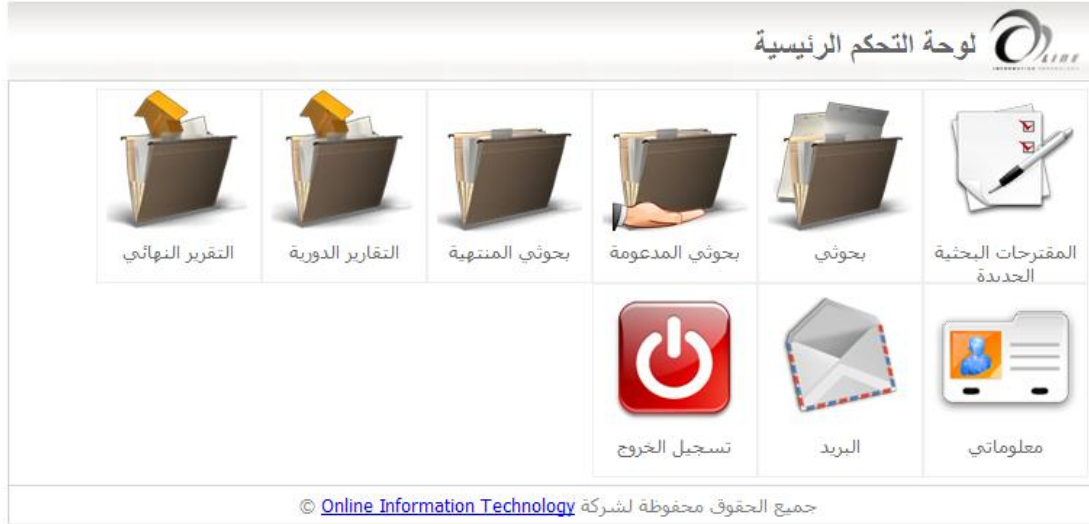 لوحة التحكم الرئيسية
المقترحات البحثية
الجديدة
بحوثي
بحوثي المدعومة
بحوثي المنتهية
التقارير الدورية
التقرير النهائي
معلوماتي
البريد
تسجيل الخروج
جميع الحقوق محفوظة لشركة Online Information Technology ©